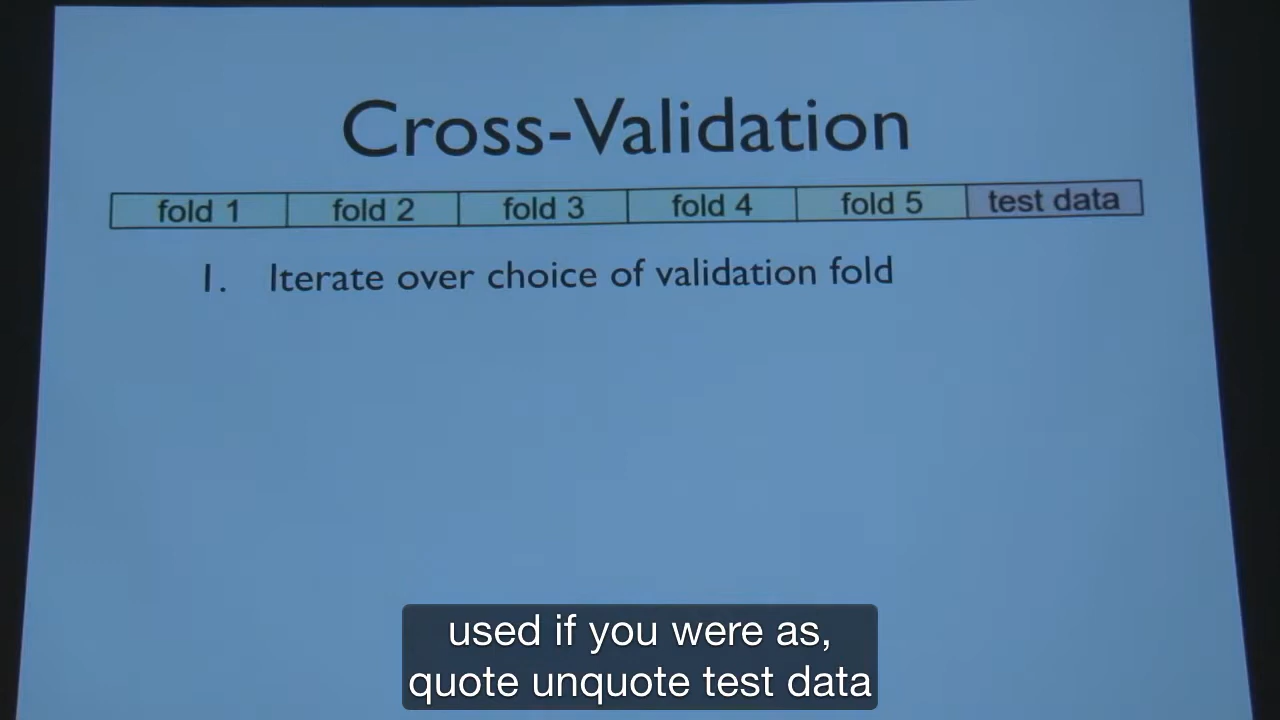 Cross-Validation
fold 1 fold 2 fold 3 fold 4 fold 5 test data
1. Iterate over choice of validation fold
used if you were as,
quote unquote test data